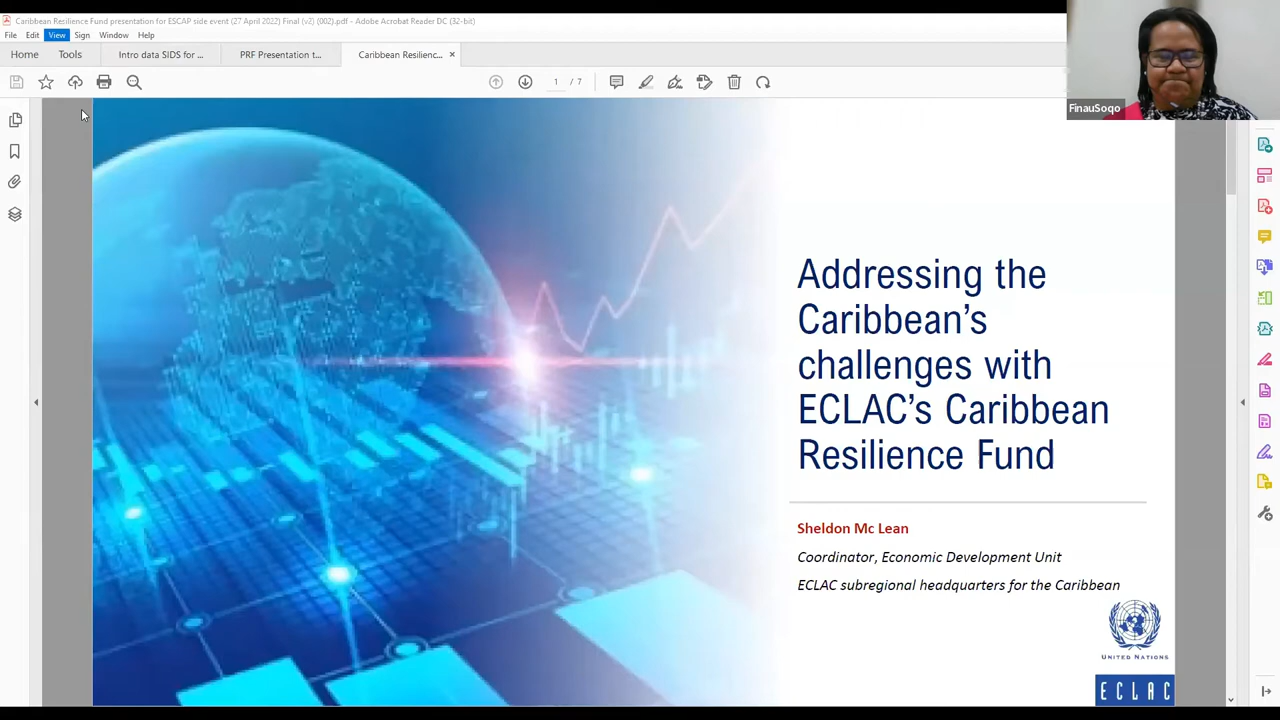 Caribbean Resilience Fund presentation for ESCAP side event (27 April 2022) Final (v2) (002).pdf - Adobe Acrobat Reader DC (32-bit)
File Edit View Sign Window Help
Home Tools Intro data SIDS for ... PRF Presentation t... Caribbean Resilienc... ×
1 / 7
FinauSoqo
Addressing the
Caribbean's
challenges with
ECLAC's Caribbean
Resilience Fund
Sheldon Mc Lean
Coordinator, Economic Development Unit
ECLAC subregional headquarters for the Caribbean
UNITED NATIONS
ECLAC